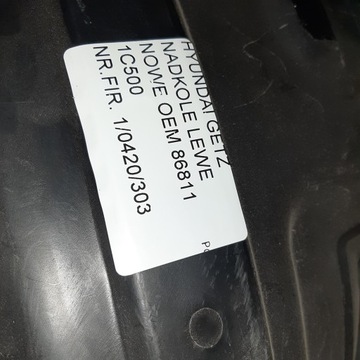 HYUNDAI GETZ
NADKOLE LEWE
NOWE OEM 86811
1C500
NR.FIR. 1/0420/303